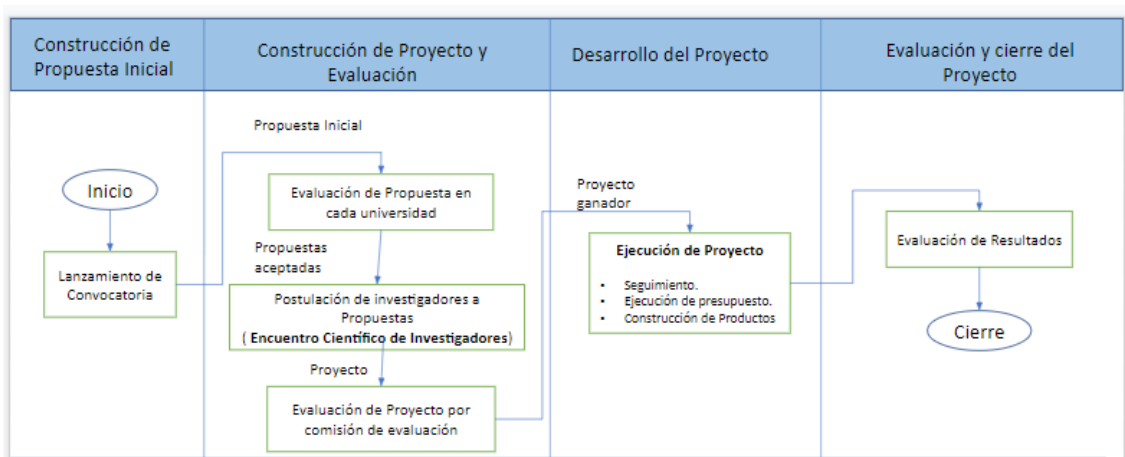 Construcción de
Propuesta Inicial
Construcción de Proyecto y
Evaluación
Desarrollo del Proyecto
Evaluación y cierre del
Proyecto
Inicio
Lanzamiento de
Convocatoria
Propuesta Inicial
Evaluación de Propuesta en
cada universidad
Propuestas
aceptadas
Postulación de investigadores a
Propuestas
( Encuentro Científico de Investigadores)
Proyecto
Evaluación de Proyecto por
comisión de evaluación
Proyecto
ganador
Ejecución de Proyecto
• Seguimiento.
• Ejecución de presupuesto.
• Construcción de Productos
Evaluación de Resultados
Cierre